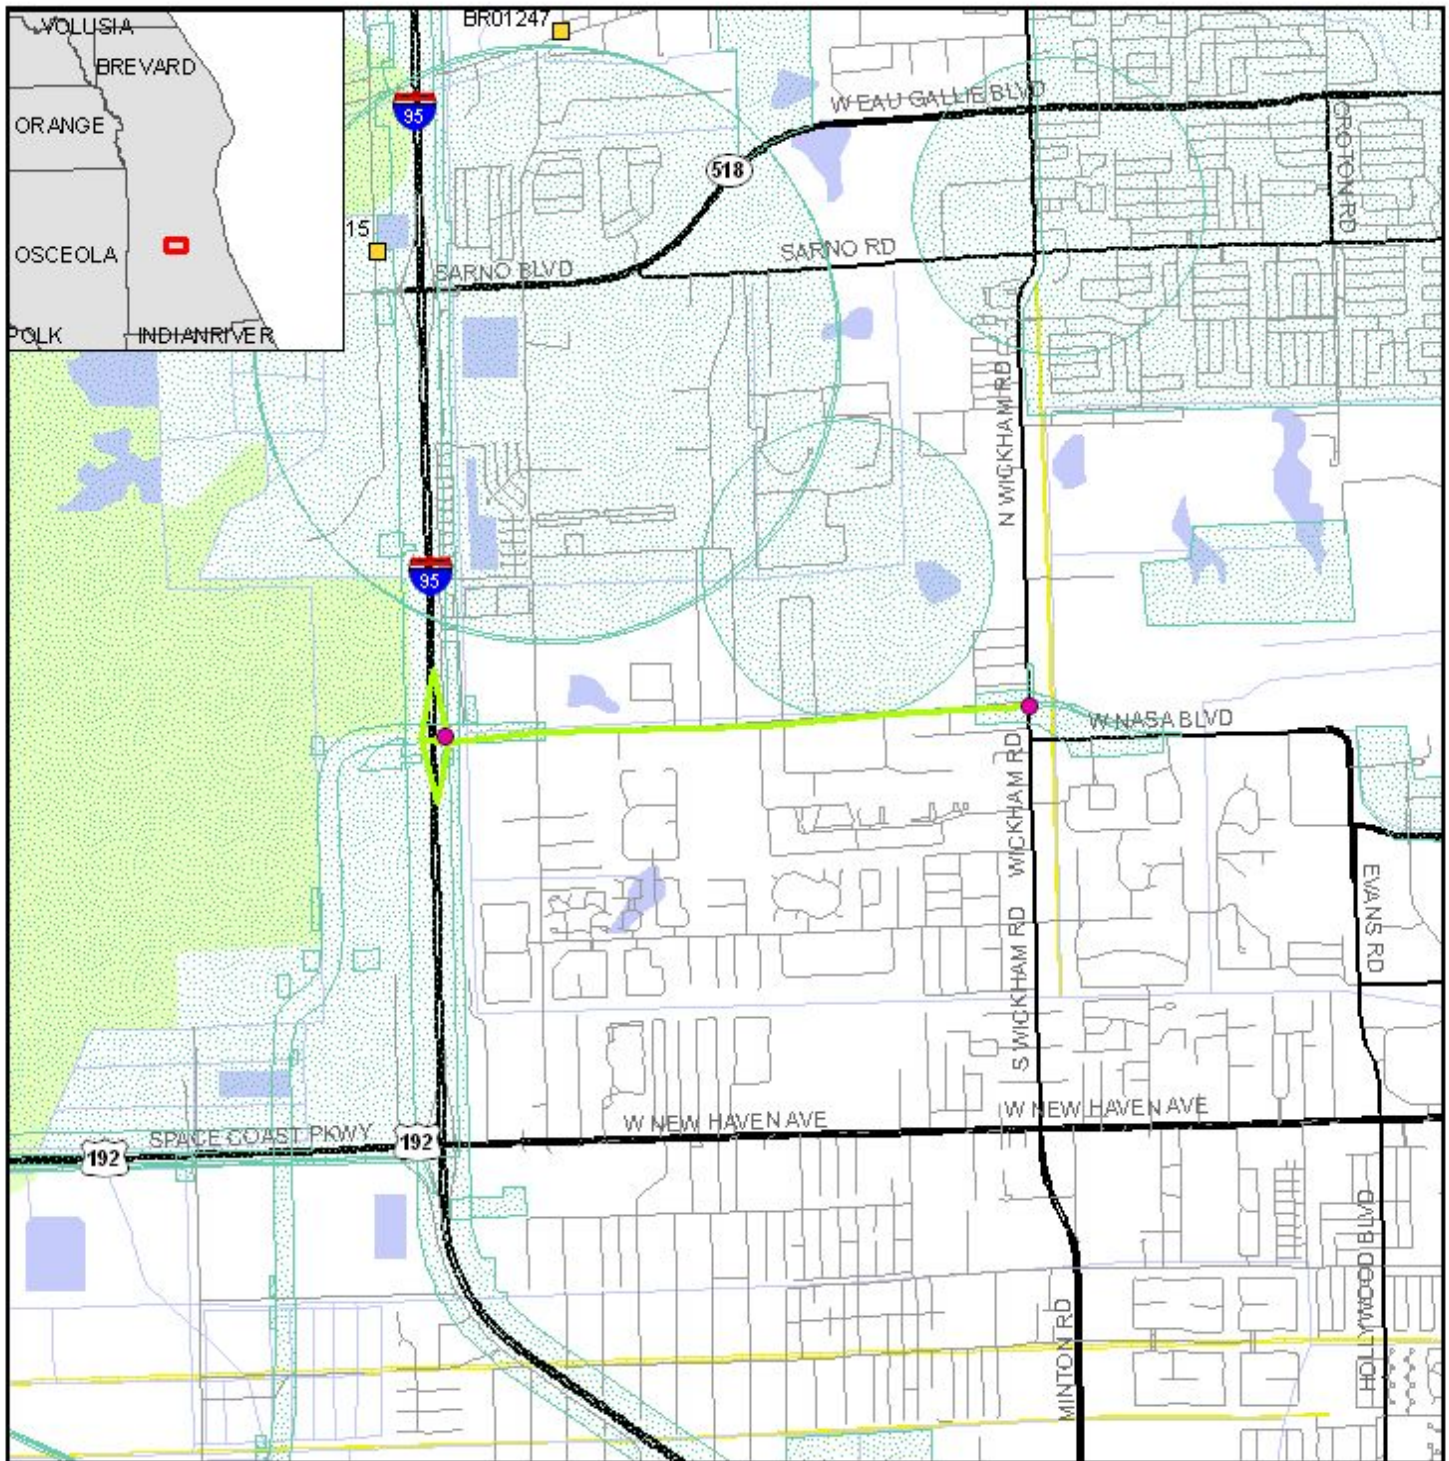 VOLUSIA
BREVARD
ORANGE
OSCEOLA
POLK
INDIANRIVER
BR01247
95
W EAU GALLIE BLVD
CROTON RD
518
15
SARNO BLVD
SARNO RD
N WICKHAM RD
95
W NASA BLVD
WICKHAM RD
EVANS RD
S WICKHAM RD
W NEW HAVEN AVE
W NEW HAVEN AVE
SPACE COAST PKWY
192
192
MINTON RD
HOLLYWOOD BLVD